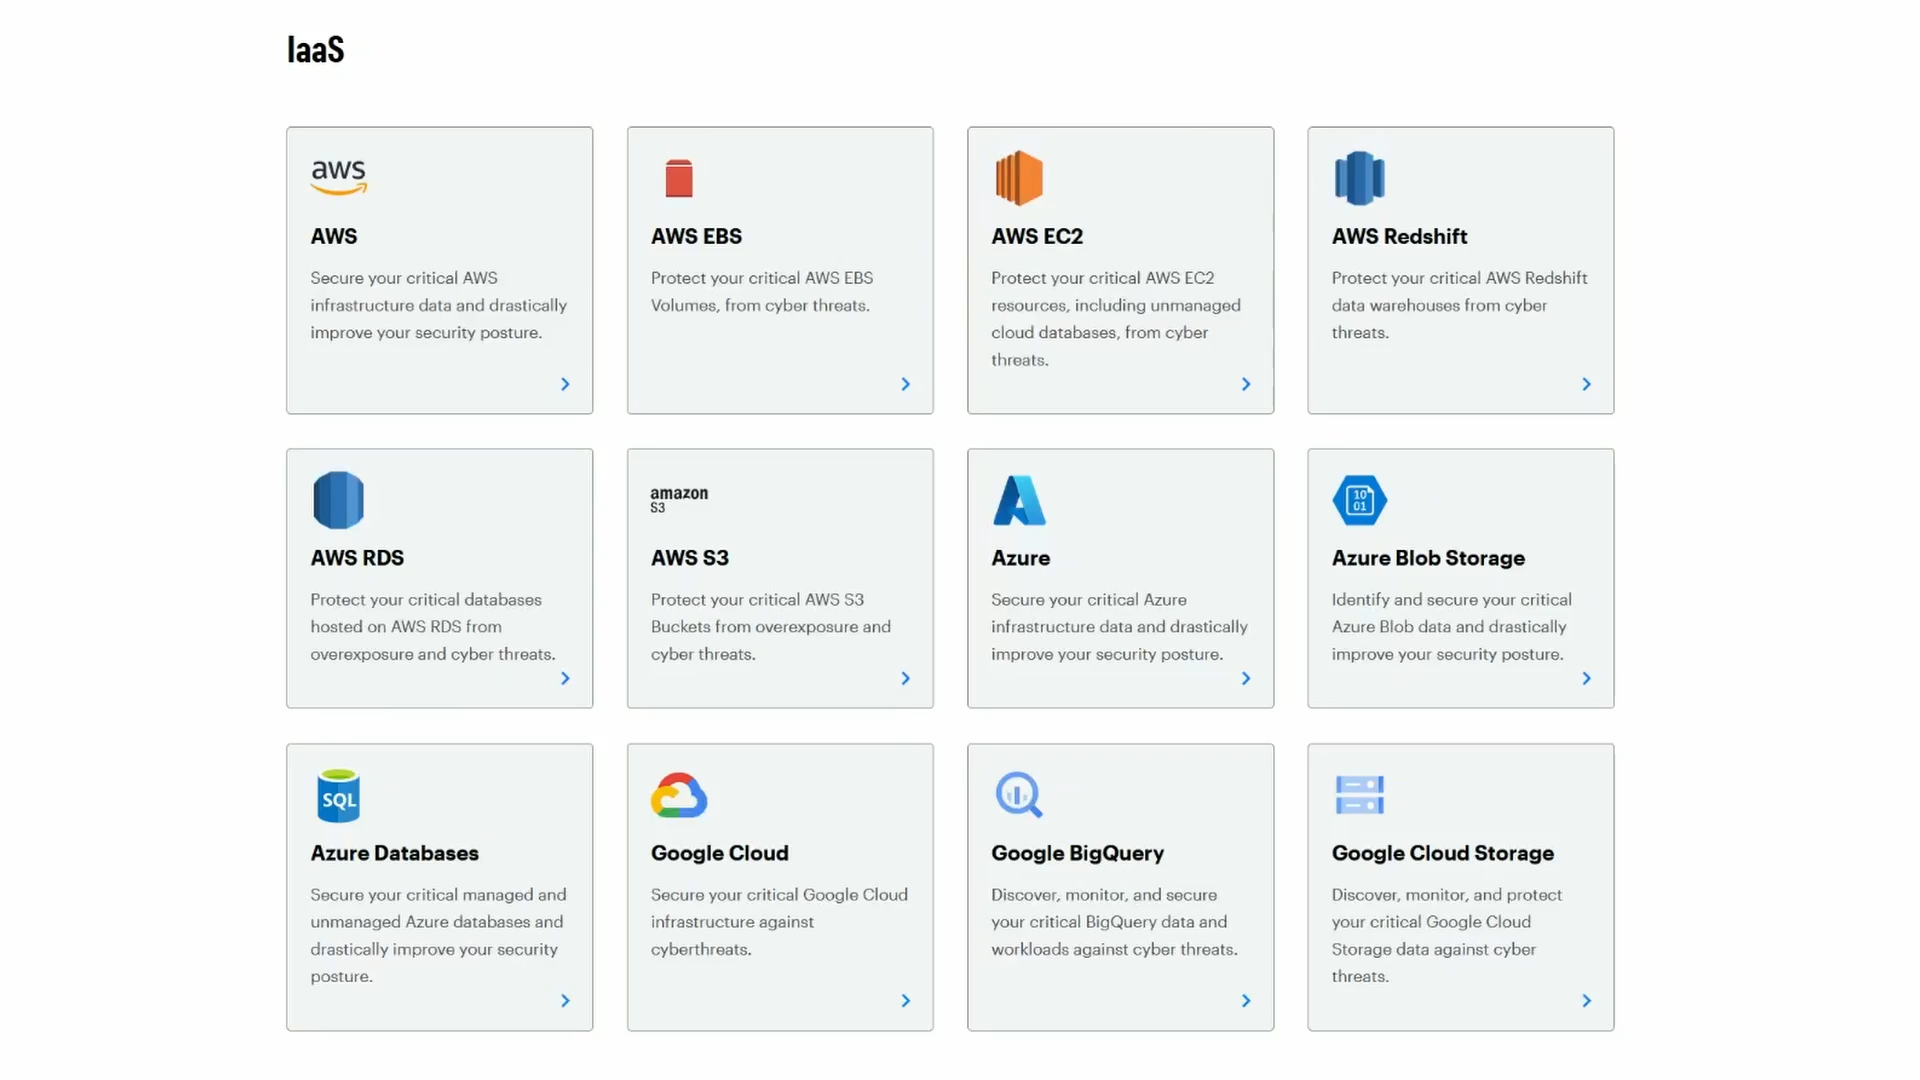 IaaS
aws
AWS
Secure your critical AWS
infrastructure data and drastically
improve your security posture.
AWS EBS
Protect your critical AWS EBS
Volumes, from cyber threats.
AWS EC2
Protect your critical AWS EC2
resources, including unmanaged
cloud databases, from cyber
threats.
AWS Redshift
Protect your critical AWS Redshift
data warehouses from cyber
threats.
AWS RDS
Protect your critical databases
hosted on AWS RDS from
overexposure and cyber threats.
amazon
S3
AWS S3
Protect your critical AWS S3
Buckets from overexposure and
cyber threats.
Azure
Secure your critical Azure
infrastructure data and drastically
improve your security posture.
10
01
Azure Blob Storage
Identify and secure your critical
Azure Blob data and drastically
improve your security posture.
SQL
Azure Databases
Secure your critical managed and
unmanaged Azure databases and
drastically improve your security
posture.
Google Cloud
Secure your critical Google Cloud
infrastructure against
cyberthreats.
Google BigQuery
Discover, monitor, and secure
your critical BigQuery data and
workloads against cyber threats.
Google Cloud Storage
Discover, monitor, and protect
your critical Google Cloud
Storage data against cyber
threats.